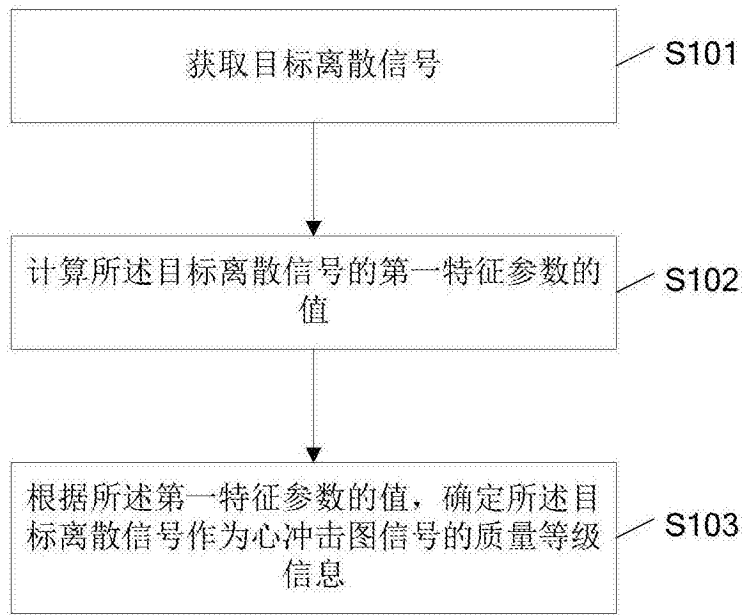 获取目标离散信号
S101
计算所述目标离散信号的第一特征参数的
值
S102
根据所述第一特征参数的值，确定所述目
标离散信号作为心冲击图信号的质量等级
信息
S103